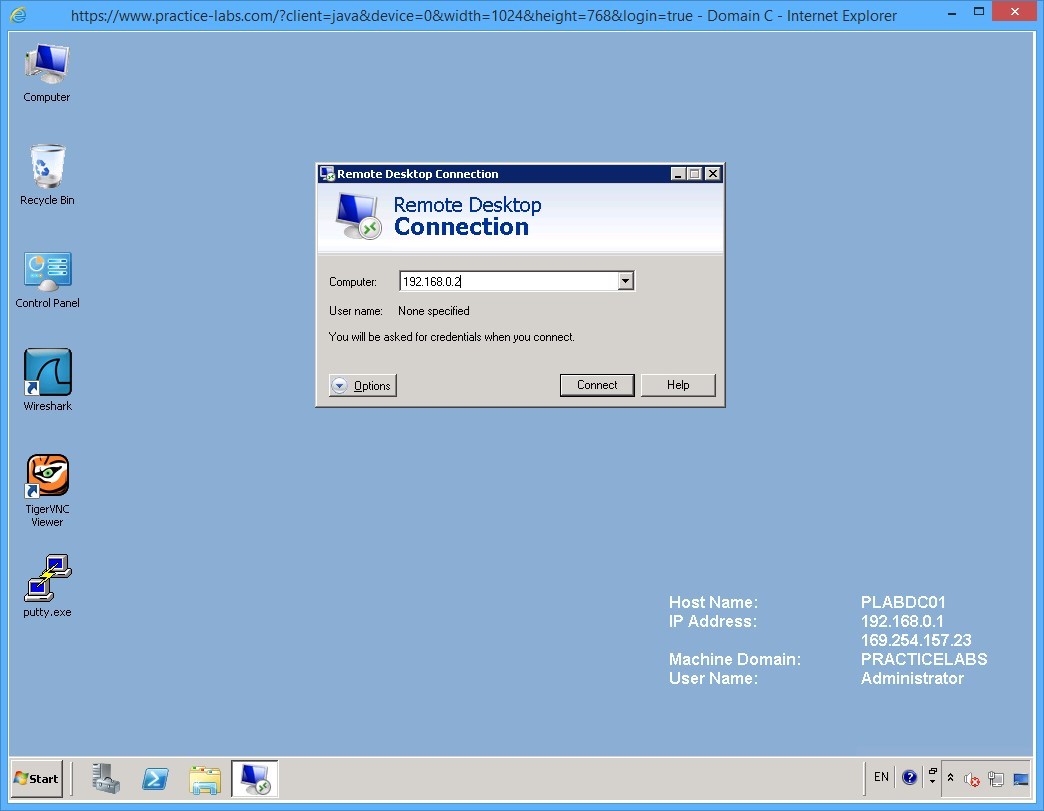 https://www.practice-labs.com/?client=java&device=0&width=1024&height=768&login=true - Domain C - Internet Explorer
Computer
Recycle Bin
Control Panel
Wireshark
TigerVNC
Viewer
putty.exe
Remote Desktop Connection
Remote Desktop
Connection
Computer: 192.168.0.2
User name: None specified
You will be asked for credentials when you connect.
Options Connect Help
Host Name: PLABDC01
IP Address: 192.168.0.1
169.254.157.23
Machine Domain: PRACTICELABS
User Name: Administrator
Start EN